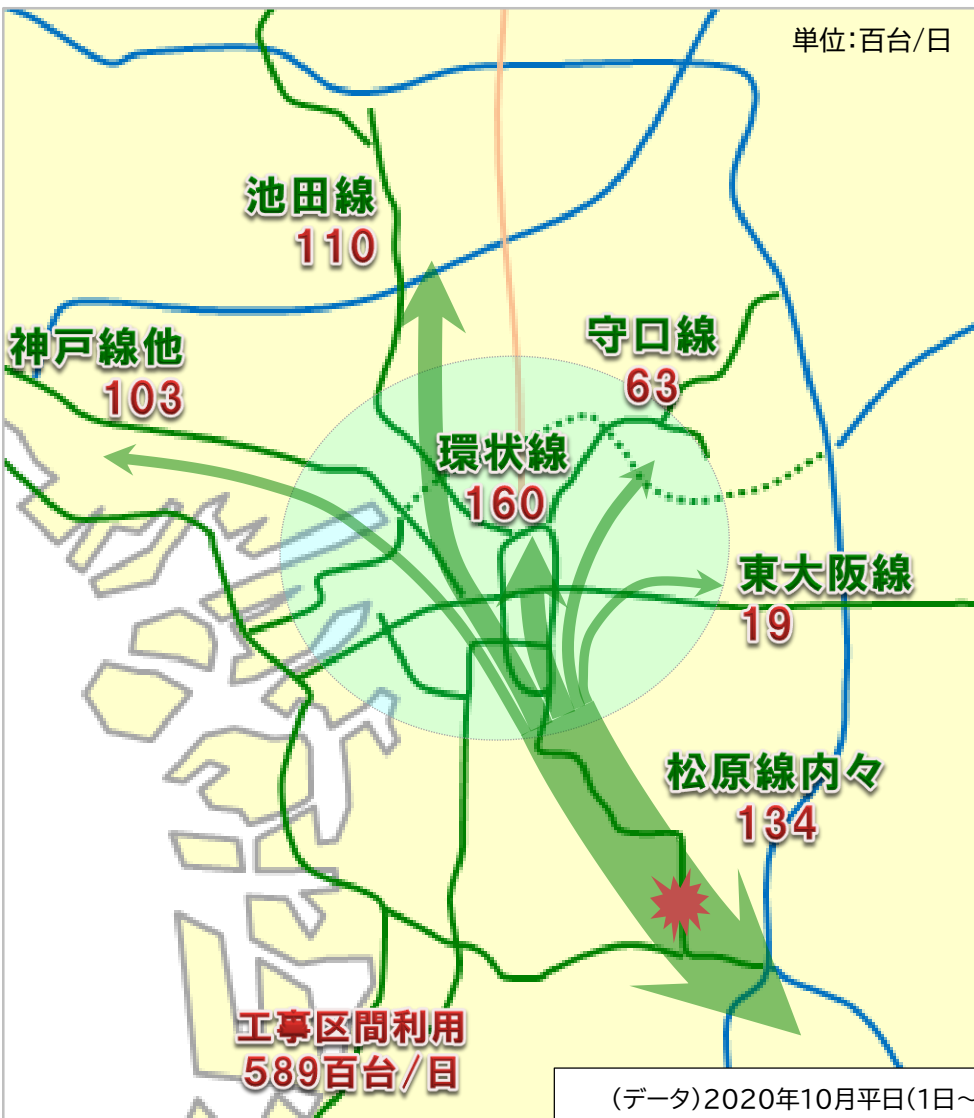 単位:百台/日
池田線
110
神戸線他
103
守口線
63
環状線
160
東大阪線
19
松原線内々
134
工事区間利用
589百台/日
(データ)2020年10月平日(1日～